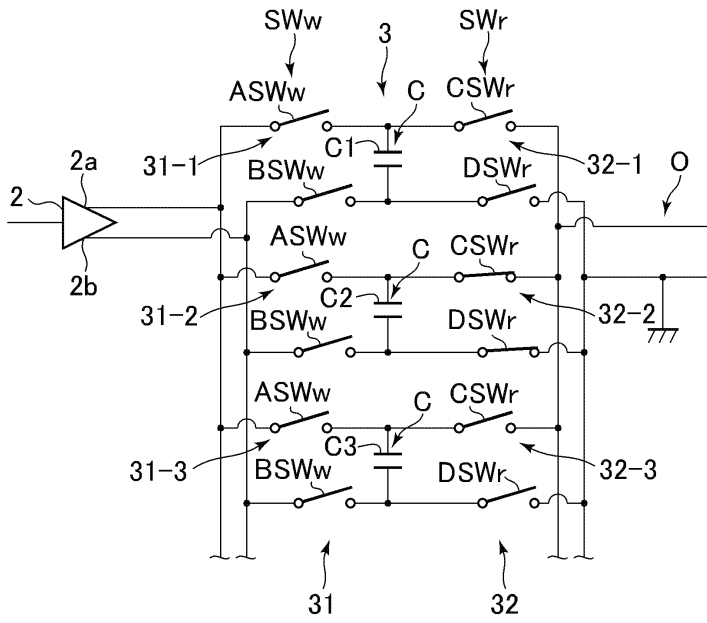 SWw
3
SWr
ASWw
C
CSWr
31-1
C1
32-1
2a
BSWw
DSWr
O
2
ASWw
C
CSWr
2b
31-2
C2
32-2
BSWw
DSWr
ASWw
C
CSWr
31-3
C3
32-3
BSWw
DSWr
31
32